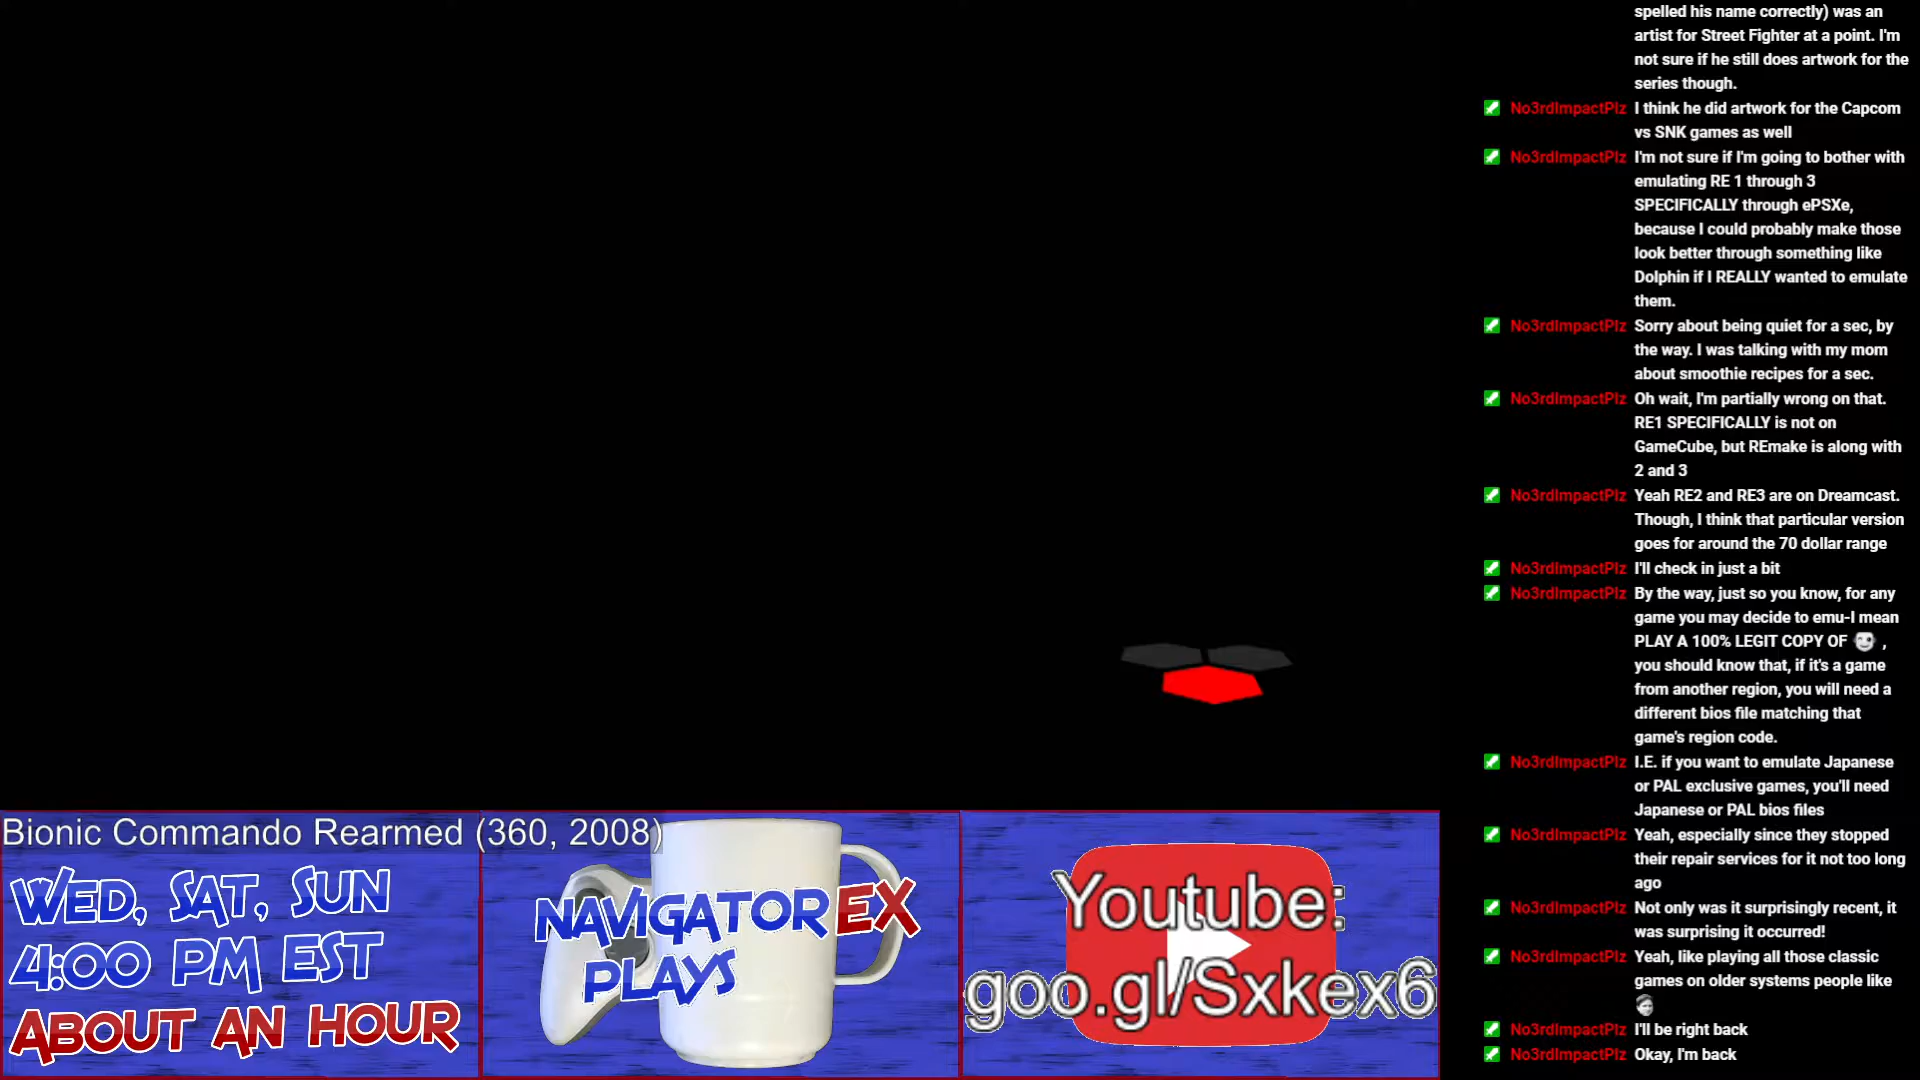 spelled his name correctly) was an
artist for Street Fighter at a point. I'm
not sure if he still does artwork for the
series though.
No3rdImpactPlz I think he did artwork for the Capcom
vs SNK games as well
No3rdImpactPlz I'm not sure if I'm going to bother with
emulating RE 1 through 3
SPECIFICALLY through ePSXe,
because I could probably make those
look better through something like
Dolphin if I REALLY wanted to emulate
them.
No3rdImpactPlz Sorry about being quiet for a sec, by
the way. I was talking with my mom
about smoothie recipes for a sec.
No3rdImpactPlz Oh wait, I'm partially wrong on that.
RE1 SPECIFICALLY is not on
GameCube, but REmake is along with
2 and 3
No3rdImpactPlz Yeah RE2 and RE3 are on Dreamcast.
Though, I think that particular version
goes for around the 70 dollar range
No3rdImpactPlz I'll check in just a bit
No3rdImpactPlz By the way, just so you know, for any
game you may decide to emu-I mean
PLAY A 100% LEGIT COPY OF ,
you should know that, if it's a game
from another region, you will need a
different bios file matching that
game's region code.
No3rdImpactPlz I.E. if you want to emulate Japanese
or PAL exclusive games, you'll need
Japanese or PAL bios files
No3rdImpactPlz Yeah, especially since they stopped
their repair services for it not too long
ago
No3rdImpactPlz Not only was it surprisingly recent, it
was surprising it occurred!
No3rdImpactPlz Yeah, like playing all those classic
games on older systems people like
No3rdImpactPlz I'll be right back
No3rdImpactPlz Okay, I'm back
Bionic Commando Rearmed (360, 2008)
WED, SAT, SUN
4:00 PM EST
ABOUT AN HOUR
NAVIGATOR EX
PLAYS
Youtube:
goo.gl/Sxkex6